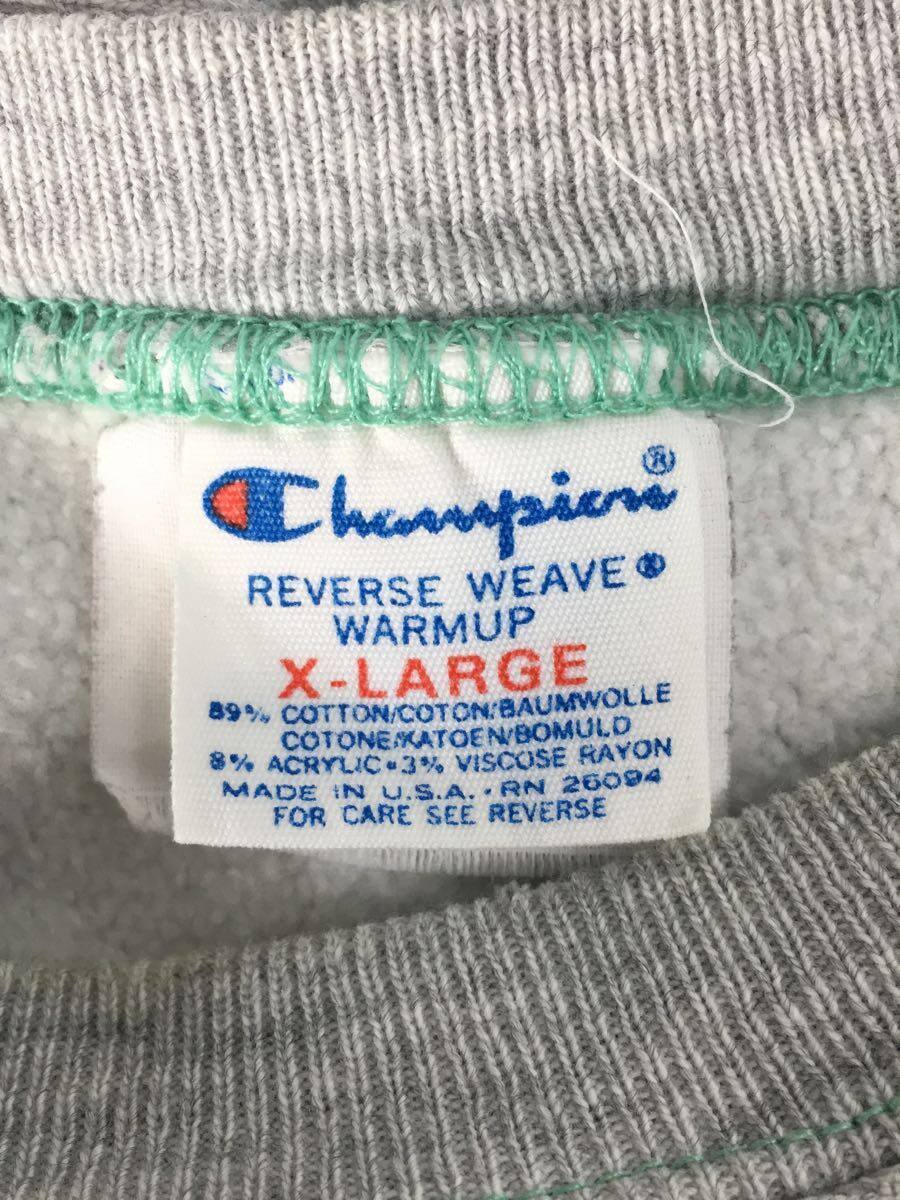 Champion®
REVERSE WEAVE®
WARMUP
X-LARGE
89% COTTON/COTON/BAUMWOLLE
COTONE/KATOEN/BOMULD
8% ACRYLIC•3% VISCOSE RAYON
MADE IN U.S.A. • RN 26094
FOR CARE SEE REVERSE